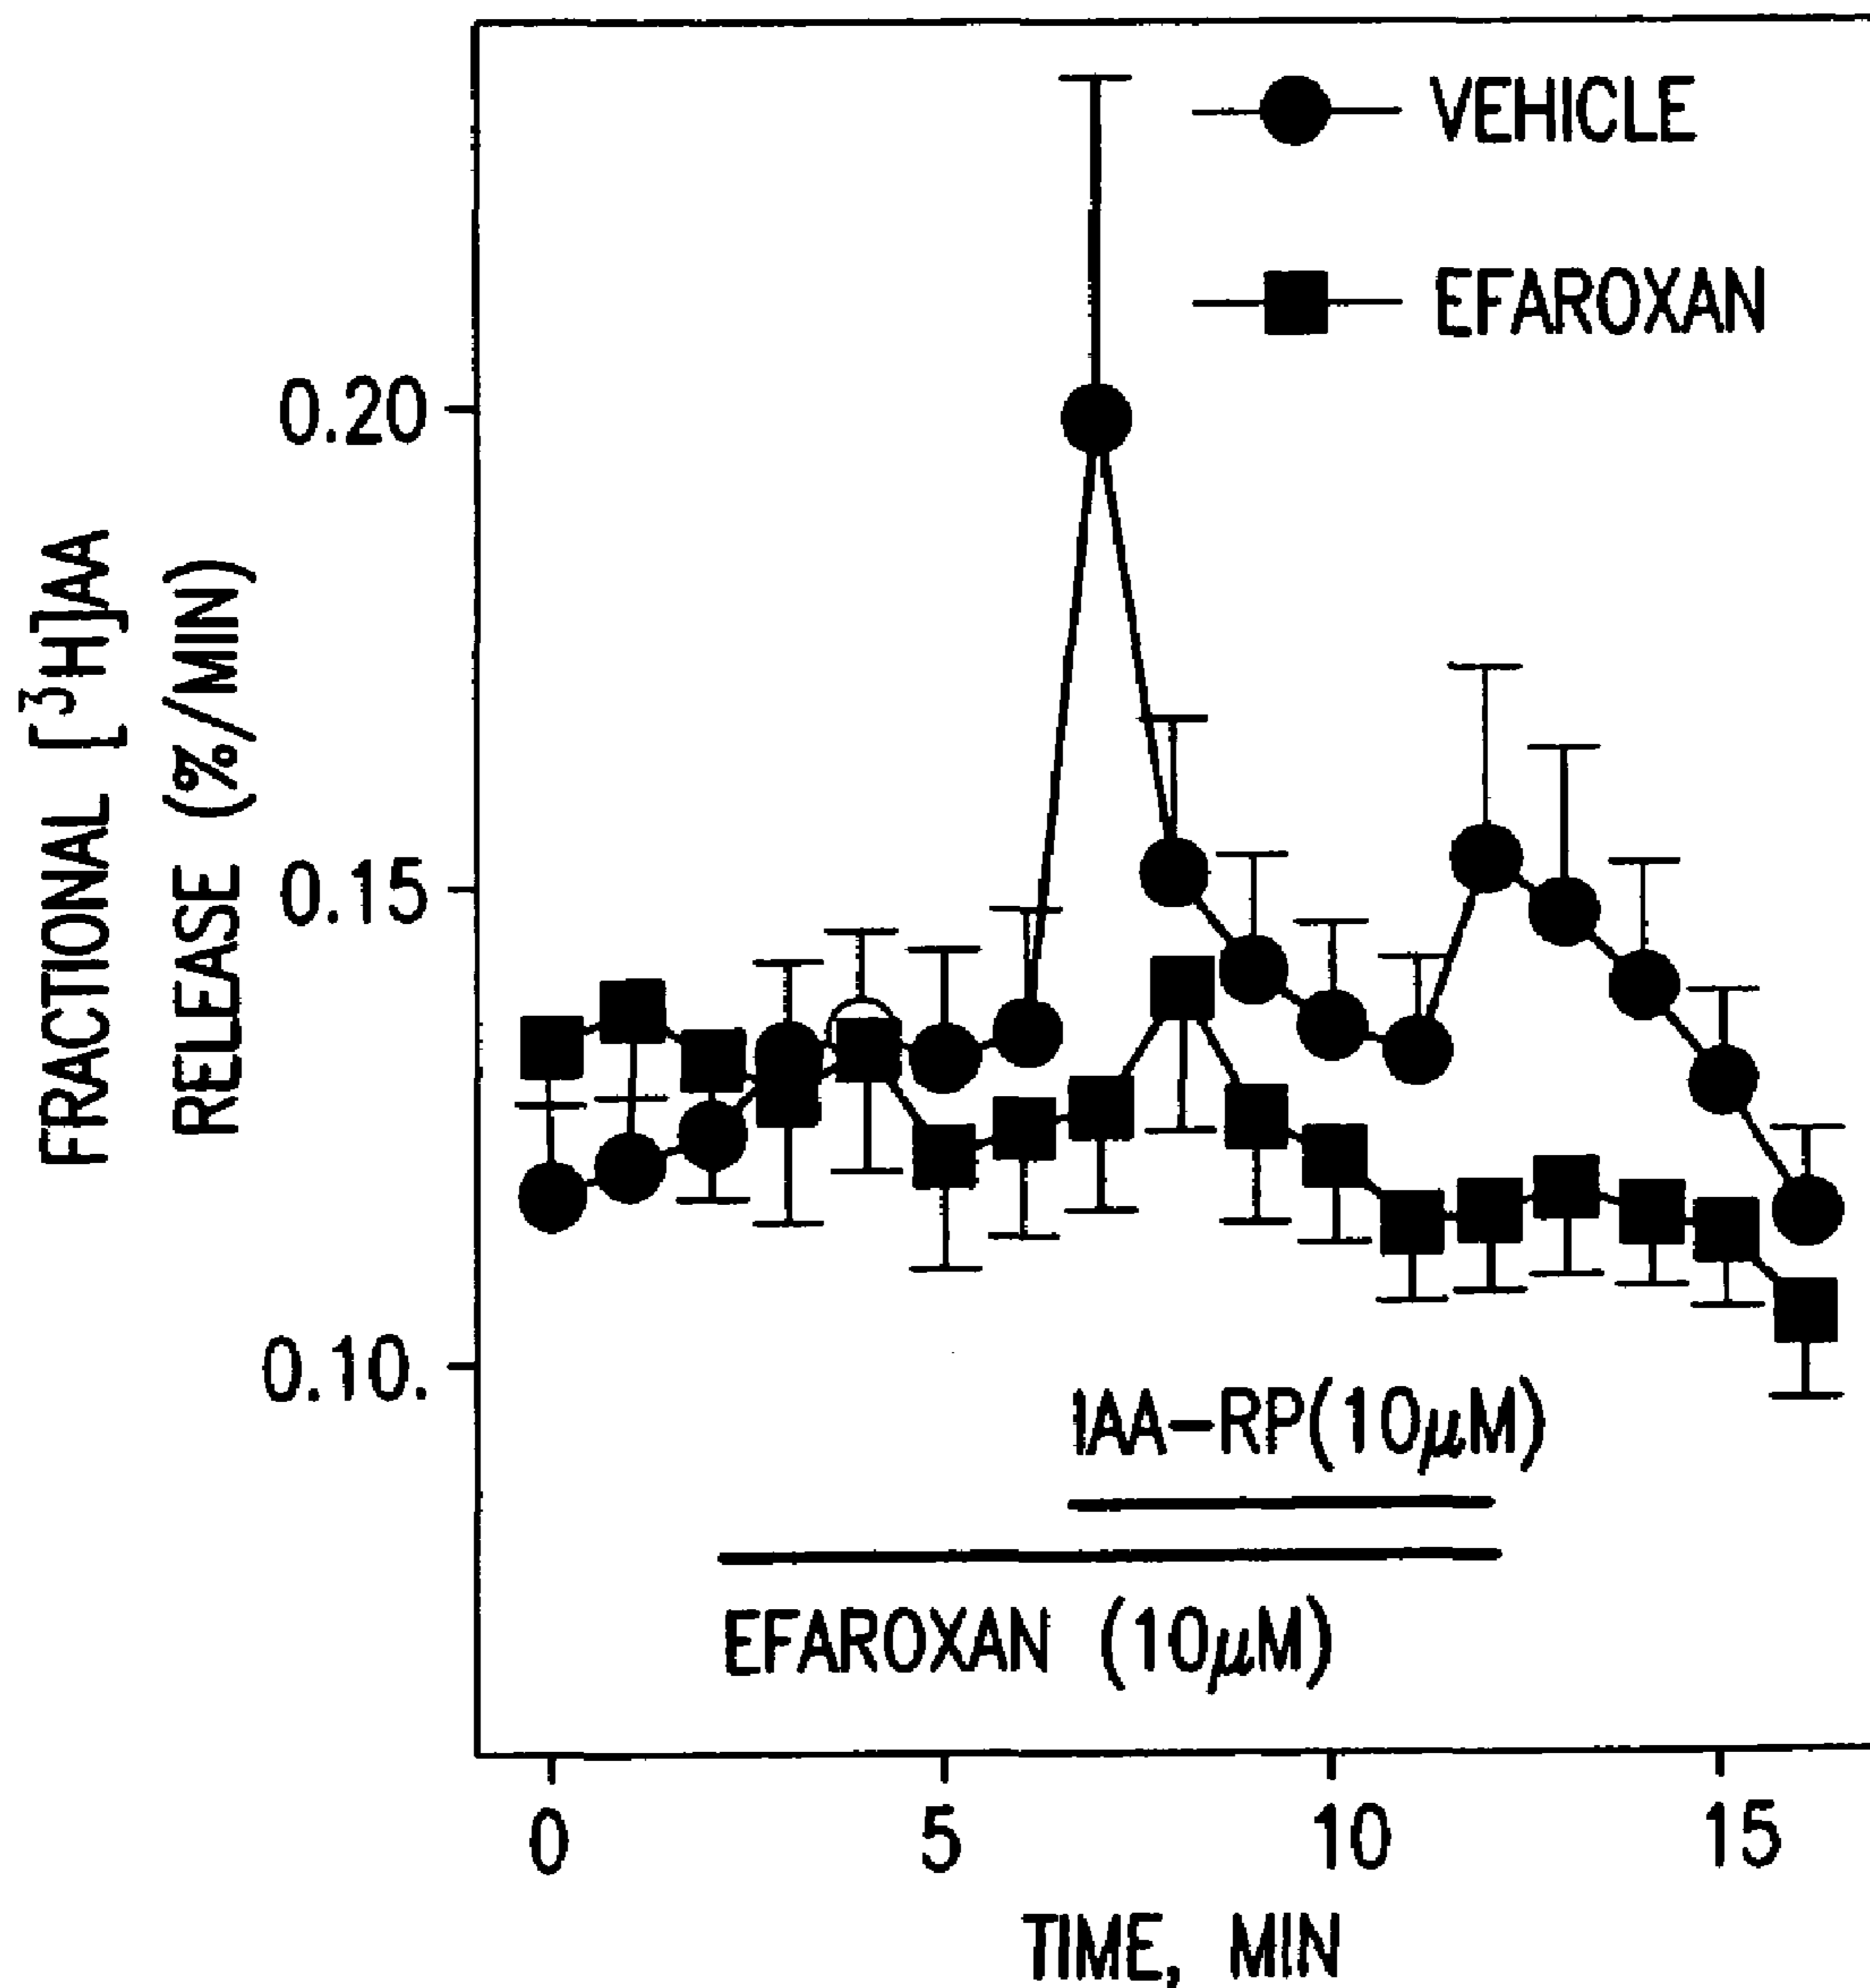 VEHICLE
EFAROXAN
FRACTIONAL [³H]AA
RELEASE (%/MIN)
0.20
0.15
0.10.
IAA-RP(10μM)
EFAROXAN (10μM)
0 5 10 15
TIME, MIN